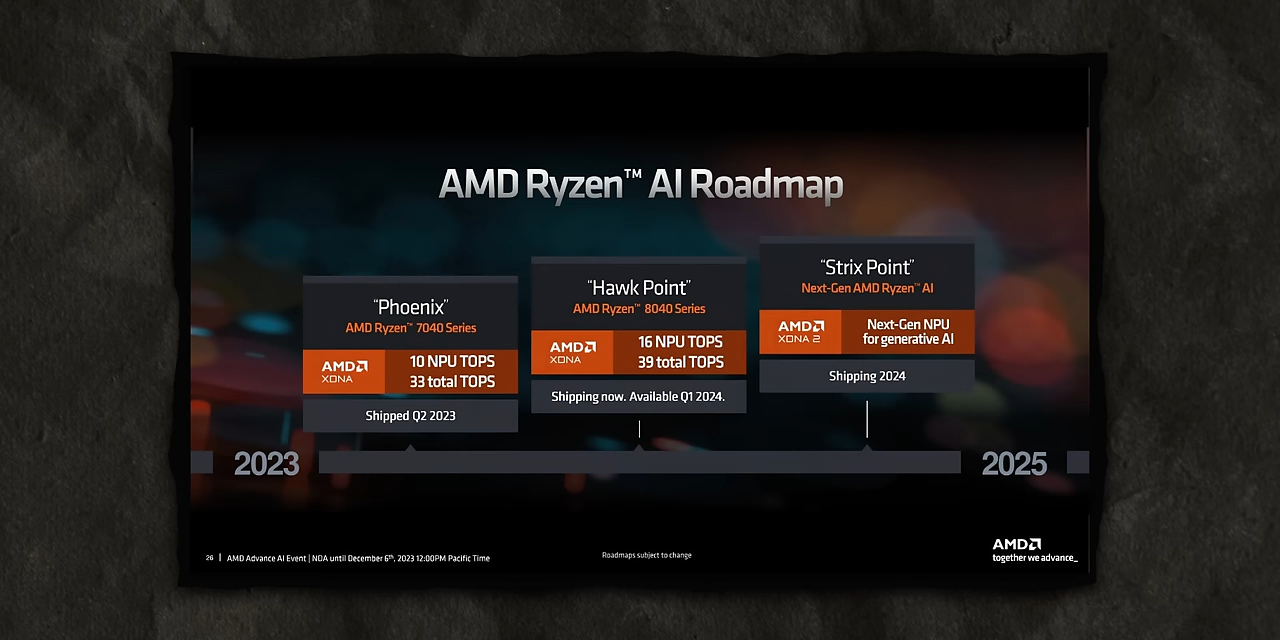 AMD Ryzen™ AI Roadmap
“Phoenix”
AMD Ryzen™ 7040 Series
AMD
XDNA
10 NPU TOPS
33 total TOPS
Shipped Q2 2023
“Hawk Point”
AMD Ryzen™ 8040 Series
AMD
XDNA
16 NPU TOPS
39 total TOPS
Shipping now. Available Q1 2024.
“Strix Point”
Next-Gen AMD Ryzen™ AI
AMD
XDNA 2
Next-Gen NPU
for generative AI
Shipping 2024
2023
2025
26 | AMD Advance AI Event | NDA until December 6th, 2023 12:00PM Pacific Time
Roadmaps subject to change
AMD
together we advance_